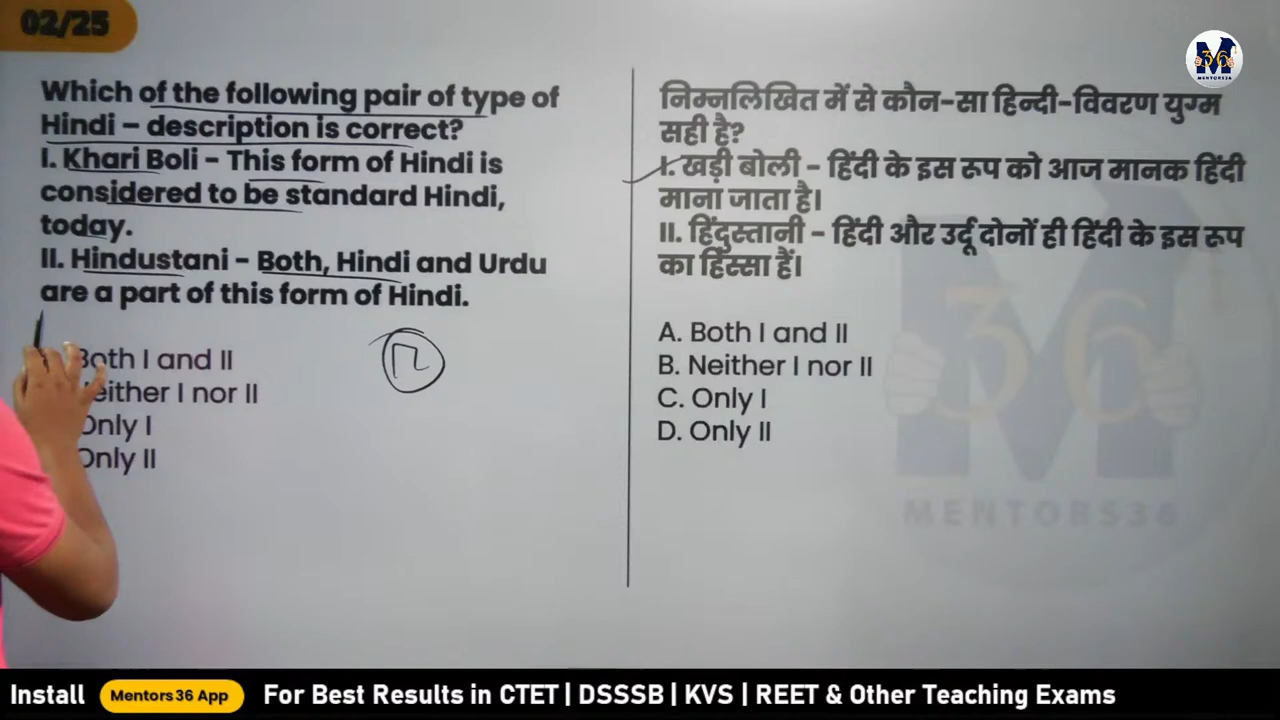 02/25
Which of the following pair of type of
Hindi – description is correct?
I. Khari Boli - This form of Hindi is
considered to be standard Hindi,
today.
II. Hindustani - Both, Hindi and Urdu
are a part of this form of Hindi.
Both I and II
Neither I nor II
Only I
Only II
निम्नलिखित में से कौन-सा हिन्दी-विवरण युग्म
सही है?
I. खड़ी बोली - हिंदी के इस रूप को आज मानक हिंदी
माना जाता है।
II. हिंदुस्तानी - हिंदी और उर्दू दोनों ही हिंदी के इस रूप
का हिस्सा हैं।
A. Both I and II
B. Neither I nor II
C. Only I
D. Only II
M
36
MENTORS36
M
36
MENTORS36
Install Mentors36 App For Best Results in CTET | DSSSB | KVS | REET & Other Teaching Exams